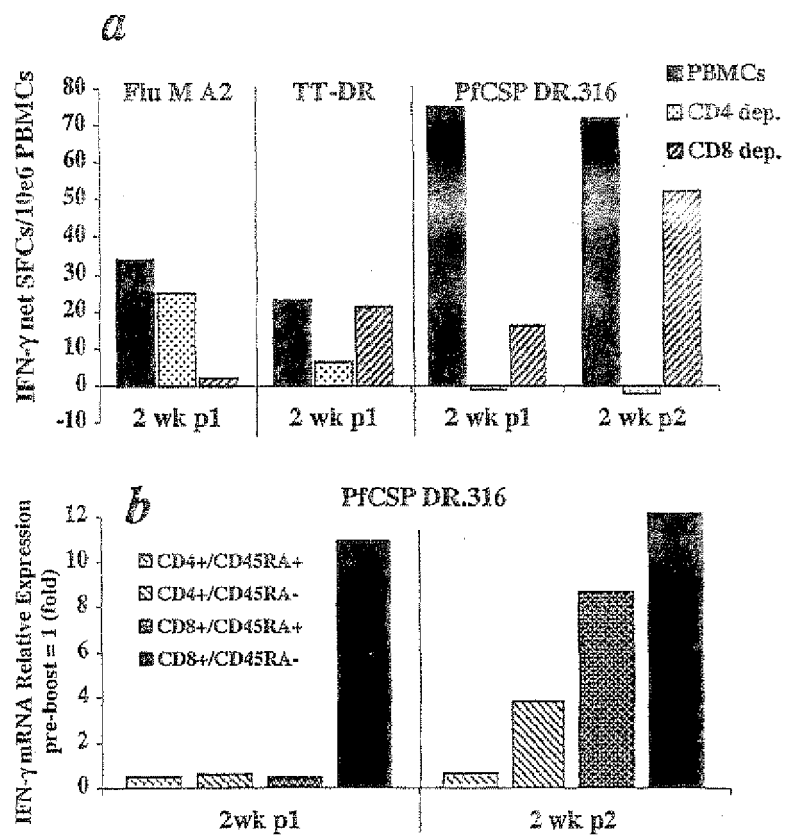 a
IFN-γ net SFCs/10e6 PBMCs
80
70
60
50
40
30
20
10
0
-10
Flu M A2
TT-DR
PfCSP DR.316
PBMCs
CD4 dep.
CD8 dep.
2 wk p1
2 wk p1
2 wk p1
2 wk p2
b
PfCSP DR.316
IFN-γ mRNA Relative Expression
pre-boost = 1 (fold)
12
10
8
6
4
2
0
CD4+/CD45RA+
CD4+/CD45RA-
CD8+/CD45RA+
CD8+/CD45RA-
2wk p1
2 wk p2